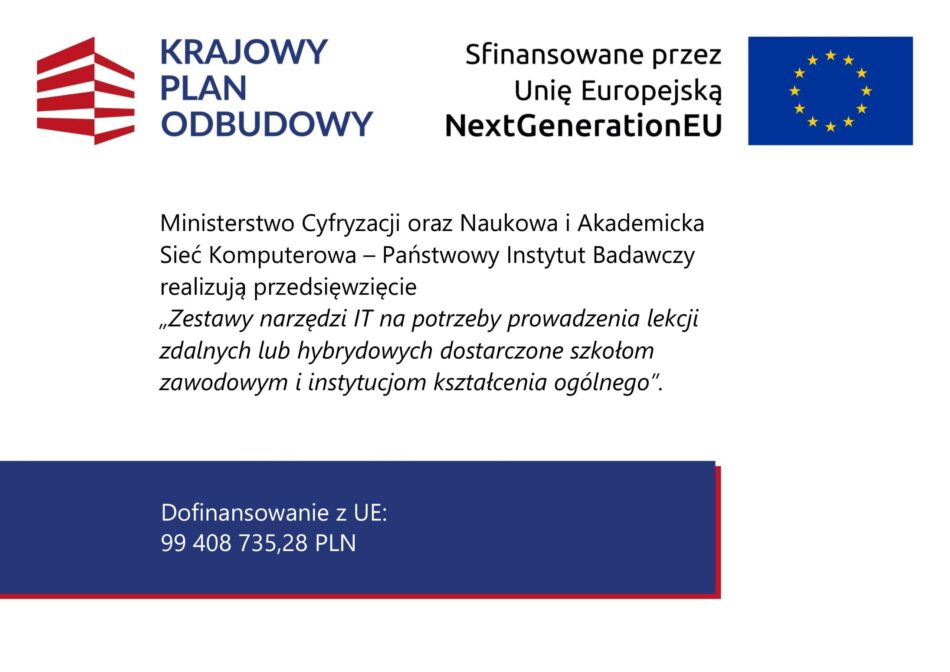 KRAJOWY
PLAN
ODBUDOWY
Sfinansowane przez
Unię Europejską
NextGenerationEU
Ministerstwo Cyfryzacji oraz Naukowa i Akademicka
Sieć Komputerowa – Państwowy Instytut Badawczy
realizują przedsięwzięcie
„Zestawy narzędzi IT na potrzeby prowadzenia lekcji
zdalnych lub hybrydowych dostarczone szkołom
zawodowym i instytucjom kształcenia ogólnego”.
Dofinansowanie z UE:
99 408 735,28 PLN